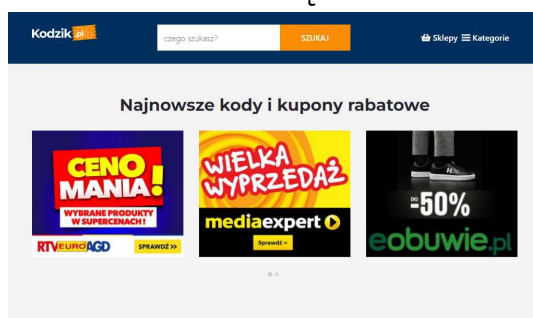 Kodzik.pl
czego szukasz?
SZUKAJ
Sklepy Kategorie
Najnowsze kody i kupony rabatowe
CENO
MANIA!
WYBRANE PRODUKTY
W SUPERCENACH!
RTV EURO AGD
SPRAWDŹ >>
WIELKA
WYPRZEDAŻ
mediaexpert
Sprawdź »
DO
-50%
eobuwie.pl